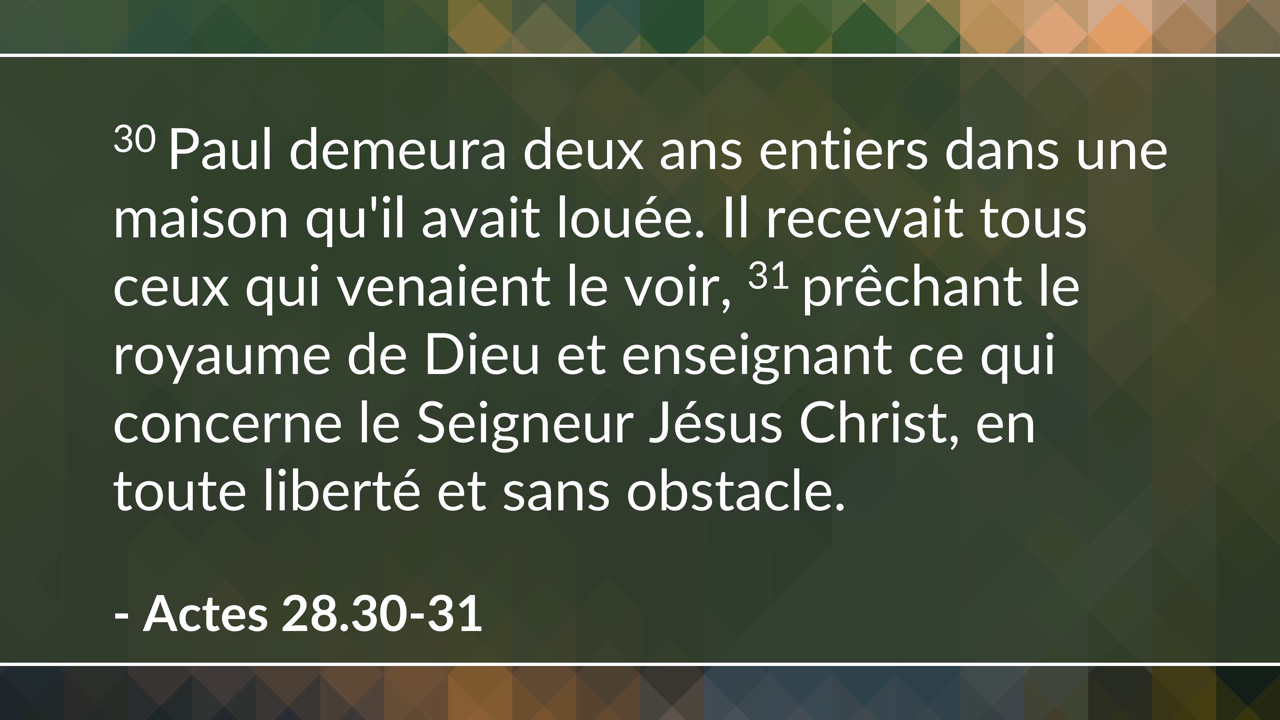 30 Paul demeura deux ans entiers dans une
maison qu'il avait louée. Il recevait tous
ceux qui venaient le voir, 31 prêchant le
royaume de Dieu et enseignant ce qui
concerne le Seigneur Jésus Christ, en
toute liberté et sans obstacle.
- Actes 28.30-31